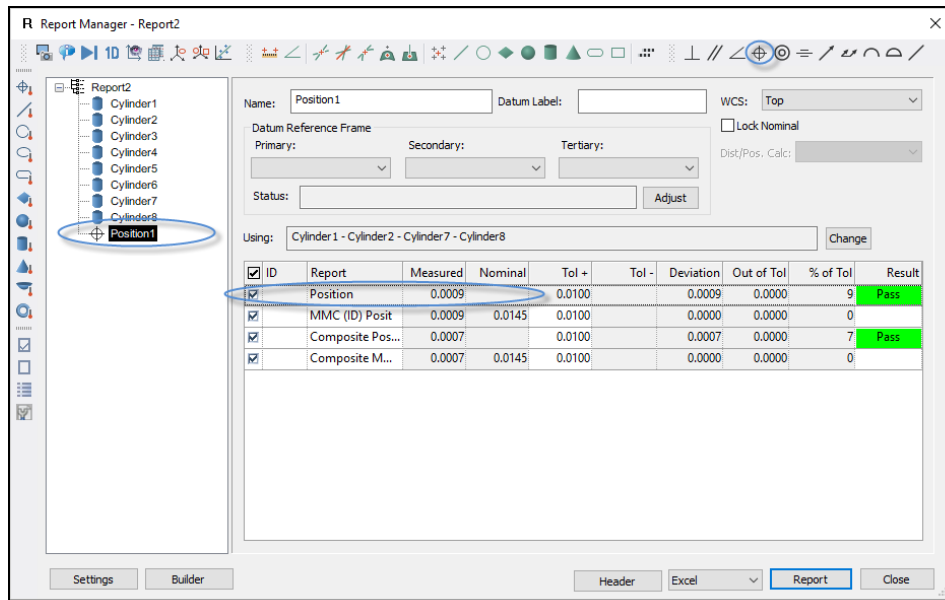 R Report Manager - Report2
1D
Report2
Cylinder1
Cylinder2
Cylinder3
Cylinder4
Cylinder5
Cylinder6
Cylinder7
Cylinder8
Position1
Name: Position1 Datum Label: WCS: Top
Datum Reference Frame Lock Nominal
Primary: Secondary: Tertiary: Dist/Pos. Calc:
Status: Adjust
Using: Cylinder1 - Cylinder2 - Cylinder7 - Cylinder8 Change
ID Report Measured Nominal Tol + Tol - Deviation Out of Tol % of Tol Result
Position 0.0009 0.0100 0.0009 0.0000 9 Pass
MMC (ID) Posit 0.0009 0.0145 0.0100 0.0000 0.0000 0
Composite Pos... 0.0007 0.0100 0.0007 0.0000 7 Pass
Composite M... 0.0007 0.0145 0.0100 0.0000 0.0000 0
Settings Builder Header Excel Report Close